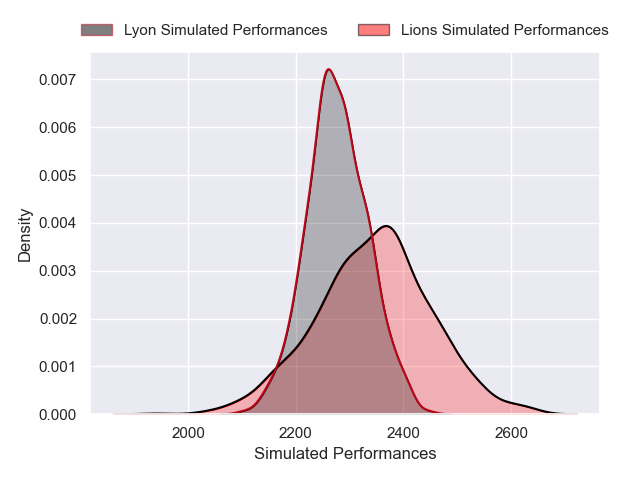 Lyon Simulated Performances Lions Simulated Performances
0.007
0.006
0.005
0.004
0.003
0.002
0.001
0.000
Density
2000 2200 2400 2600
Simulated Performances